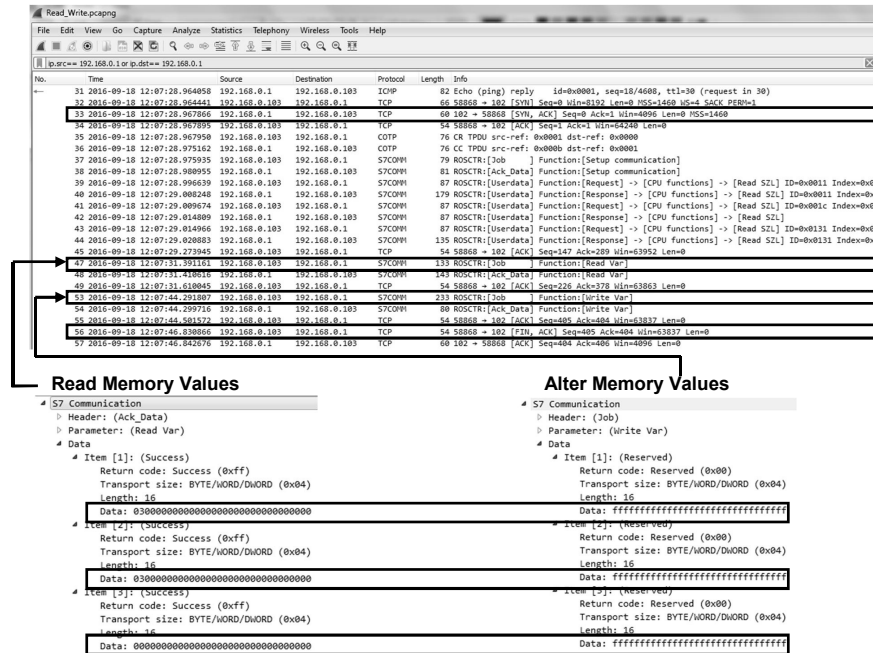 Read_Write.pcapng
File Edit View Go Capture Analyze Statistics Telephony Wireless Tools Help
ip.src== 192.168.0.1 or ip.dst== 192.168.0.1
No. Time Source Destination Protocol Length Info
31 2016-09-18 12:07:28.964058 192.168.0.1 192.168.0.103 ICMP 82 Echo (ping) reply id=0x0001, seq=18/4608, ttl=30 (request in 30)
32 2016-09-18 12:07:28.964441 192.168.0.103 192.168.0.1 TCP 66 58868 → 102 [SYN] Seq=0 Win=8192 Len=0 MSS=1460 WS=4 SACK_PERM=1
33 2016-09-18 12:07:28.967866 192.168.0.1 192.168.0.103 TCP 60 102 → 58868 [SYN, ACK] Seq=0 Ack=1 Win=4096 Len=0 MSS=1460
34 2016-09-18 12:07:28.967895 192.168.0.103 192.168.0.1 TCP 54 58868 → 102 [ACK] Seq=1 Ack=1 Win=64240 Len=0
35 2016-09-18 12:07:28.967950 192.168.0.103 192.168.0.1 COTP 76 CR TPDU src-ref: 0x0001 dst-ref: 0x0000
36 2016-09-18 12:07:28.975162 192.168.0.1 192.168.0.103 COTP 76 CC TPDU src-ref: 0x000b dst-ref: 0x0001
37 2016-09-18 12:07:28.975935 192.168.0.103 192.168.0.1 S7COMM 79 ROSCTR:[Job ] Function:[Setup communication]
38 2016-09-18 12:07:28.980955 192.168.0.1 192.168.0.103 S7COMM 81 ROSCTR:[Ack_Data] Function:[Setup communication]
39 2016-09-18 12:07:28.996639 192.168.0.103 192.168.0.1 S7COMM 87 ROSCTR:[Userdata] Function:[Request] -> [CPU functions] -> [Read SZL] ID=0x0011 Index=0x0
40 2016-09-18 12:07:29.008248 192.168.0.1 192.168.0.103 S7COMM 179 ROSCTR:[Userdata] Function:[Response] -> [CPU functions] -> [Read SZL] ID=0x0011 Index=0x
41 2016-09-18 12:07:29.009674 192.168.0.103 192.168.0.1 S7COMM 87 ROSCTR:[Userdata] Function:[Request] -> [CPU functions] -> [Read SZL] ID=0x001c Index=0x0
42 2016-09-18 12:07:29.014809 192.168.0.1 192.168.0.103 S7COMM 87 ROSCTR:[Userdata] Function:[Response] -> [CPU functions] -> [Read SZL]
43 2016-09-18 12:07:29.014966 192.168.0.103 192.168.0.1 S7COMM 87 ROSCTR:[Userdata] Function:[Request] -> [CPU functions] -> [Read SZL] ID=0x0131 Index=0x0
44 2016-09-18 12:07:29.020883 192.168.0.1 192.168.0.103 S7COMM 135 ROSCTR:[Userdata] Function:[Response] -> [CPU functions] -> [Read SZL] ID=0x0131 Index=0x
45 2016-09-18 12:07:29.273945 192.168.0.103 192.168.0.1 TCP 54 58868 → 102 [ACK] Seq=147 Ack=289 Win=63952 Len=0
47 2016-09-18 12:07:31.391161 192.168.0.103 192.168.0.1 S7COMM 133 ROSCTR:[Job ] Function:[Read Var]
48 2016-09-18 12:07:31.410616 192.168.0.1 192.168.0.103 S7COMM 143 ROSCTR:[Ack_Data] Function:[Read Var]
49 2016-09-18 12:07:31.610045 192.168.0.103 192.168.0.1 TCP 54 58868 → 102 [ACK] Seq=226 Ack=378 Win=63863 Len=0
53 2016-09-18 12:07:44.291807 192.168.0.103 192.168.0.1 S7COMM 233 ROSCTR:[Job ] Function:[Write Var]
54 2016-09-18 12:07:44.299716 192.168.0.1 192.168.0.103 S7COMM 80 ROSCTR:[Ack_Data] Function:[Write Var]
55 2016-09-18 12:07:44.501572 192.168.0.103 192.168.0.1 TCP 54 58868 → 102 [ACK] Seq=405 Ack=404 Win=63837 Len=0
56 2016-09-18 12:07:46.830866 192.168.0.103 192.168.0.1 TCP 54 58868 → 102 [FIN, ACK] Seq=405 Ack=404 Win=63837 Len=0
57 2016-09-18 12:07:46.842676 192.168.0.1 192.168.0.103 TCP 60 102 → 58868 [ACK] Seq=404 Ack=406 Win=4096 Len=0
Read Memory Values
S7 Communication
Header: (Ack_Data)
Parameter: (Read Var)
Data
Item [1]: (Success)
Return code: Success (0xff)
Transport size: BYTE/WORD/DWORD (0x04)
Length: 16
Data: 03000000000000000000000000000000
Item [2]: (Success)
Return code: Success (0xff)
Transport size: BYTE/WORD/DWORD (0x04)
Length: 16
Data: 03000000000000000000000000000000
Item [3]: (Success)
Return code: Success (0xff)
Transport size: BYTE/WORD/DWORD (0x04)
Length: 16
Data: 00000000000000000000000000000000
Alter Memory Values
S7 Communication
Header: (Job)
Parameter: (Write Var)
Data
Item [1]: (Reserved)
Return code: Reserved (0x00)
Transport size: BYTE/WORD/DWORD (0x04)
Length: 16
Data: ffffffffffffffffffffffffffffffff
Item [2]: (Reserved)
Return code: Reserved (0x00)
Transport size: BYTE/WORD/DWORD (0x04)
Length: 16
Data: ffffffffffffffffffffffffffffffff
Item [3]: (Reserved)
Return code: Reserved (0x00)
Transport size: BYTE/WORD/DWORD (0x04)
Length: 16
Data: ffffffffffffffffffffffffffffffff